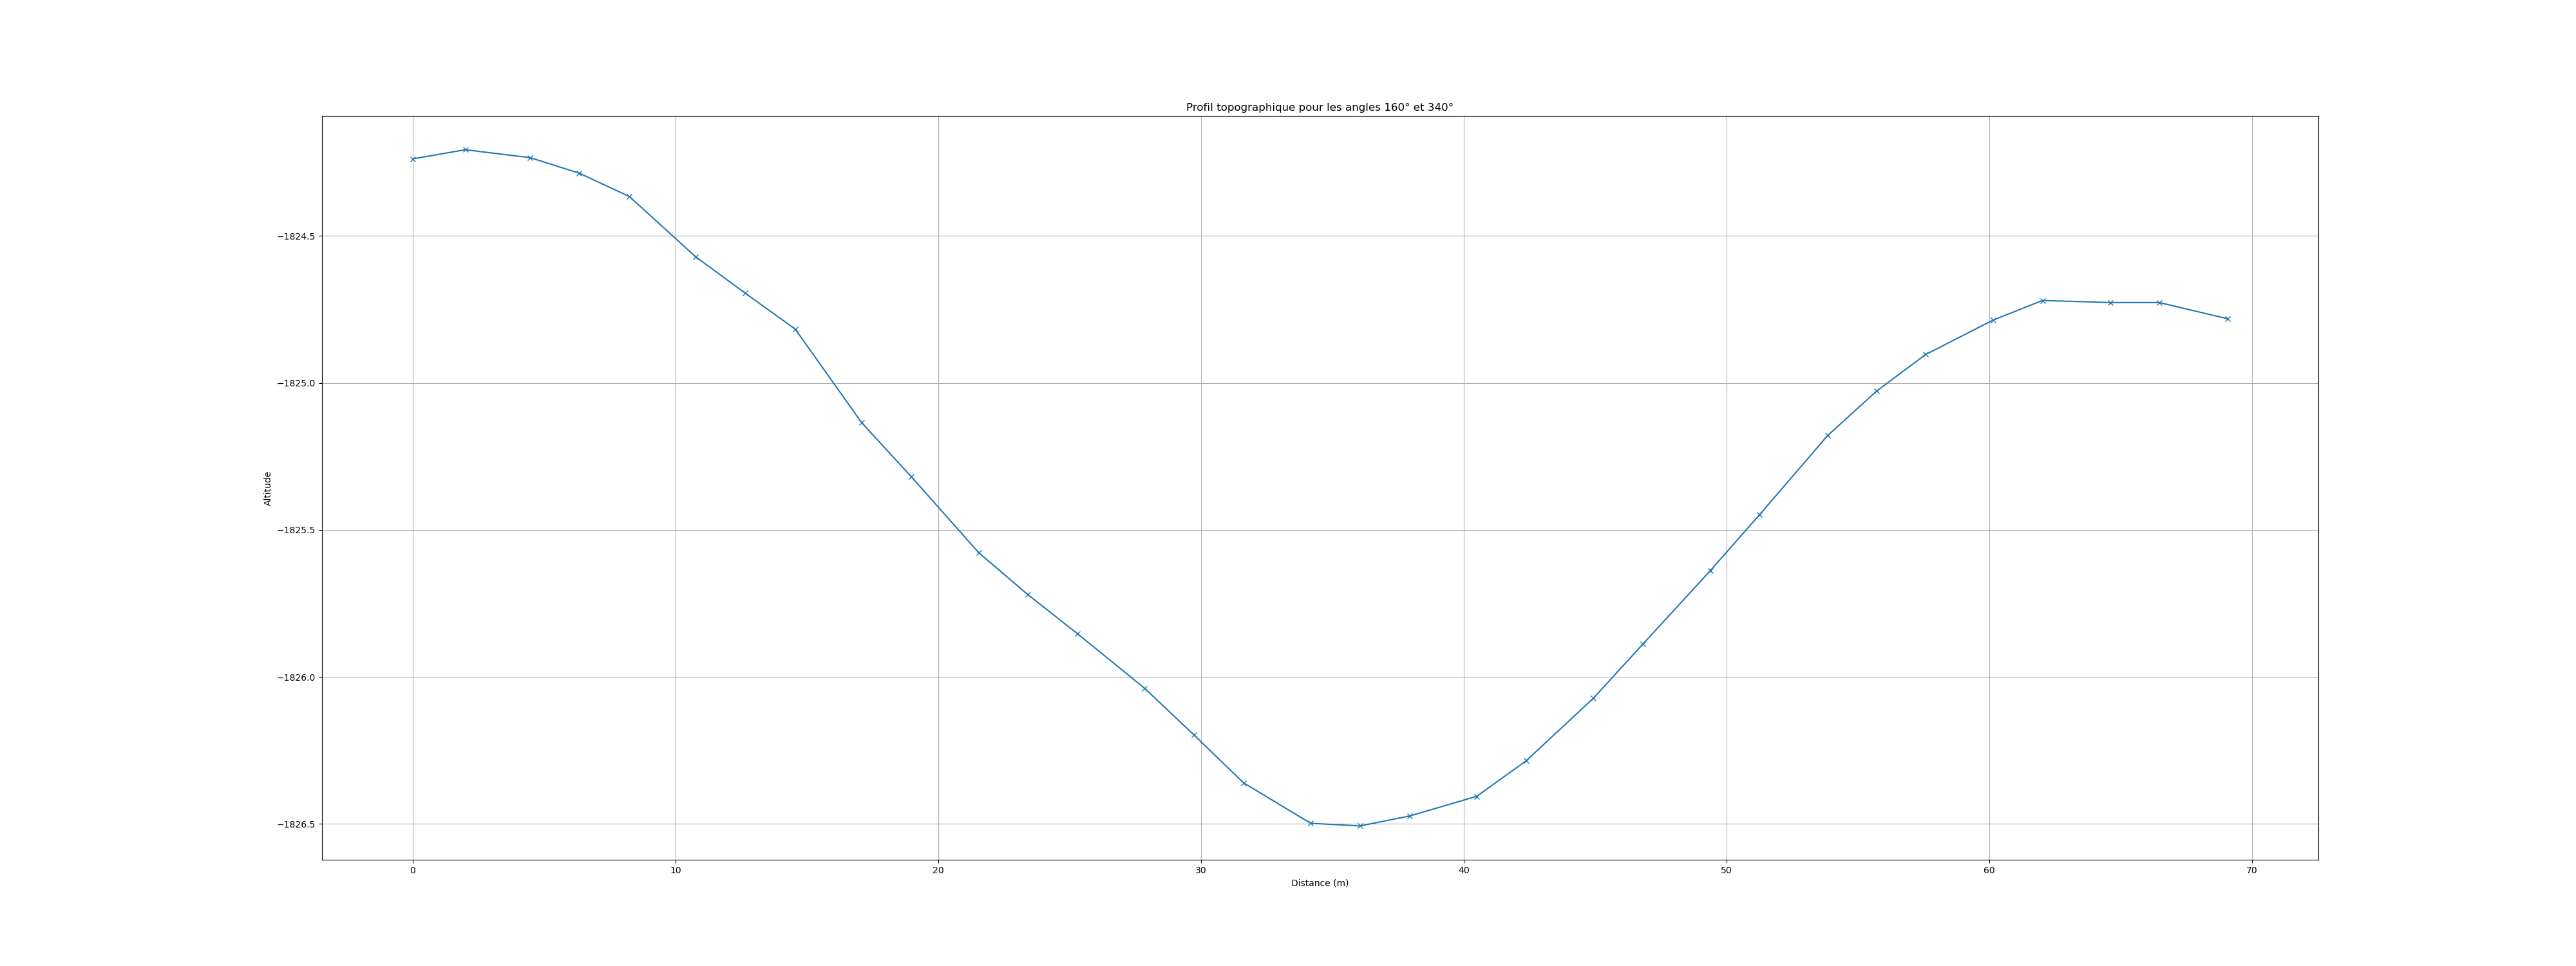 Profil topographique pour les angles 160° et 340°
Altitude
−1824.5
−1825.0
−1825.5
−1826.0
−1826.5
0 10 20 30 40 50 60 70
Distance (m)